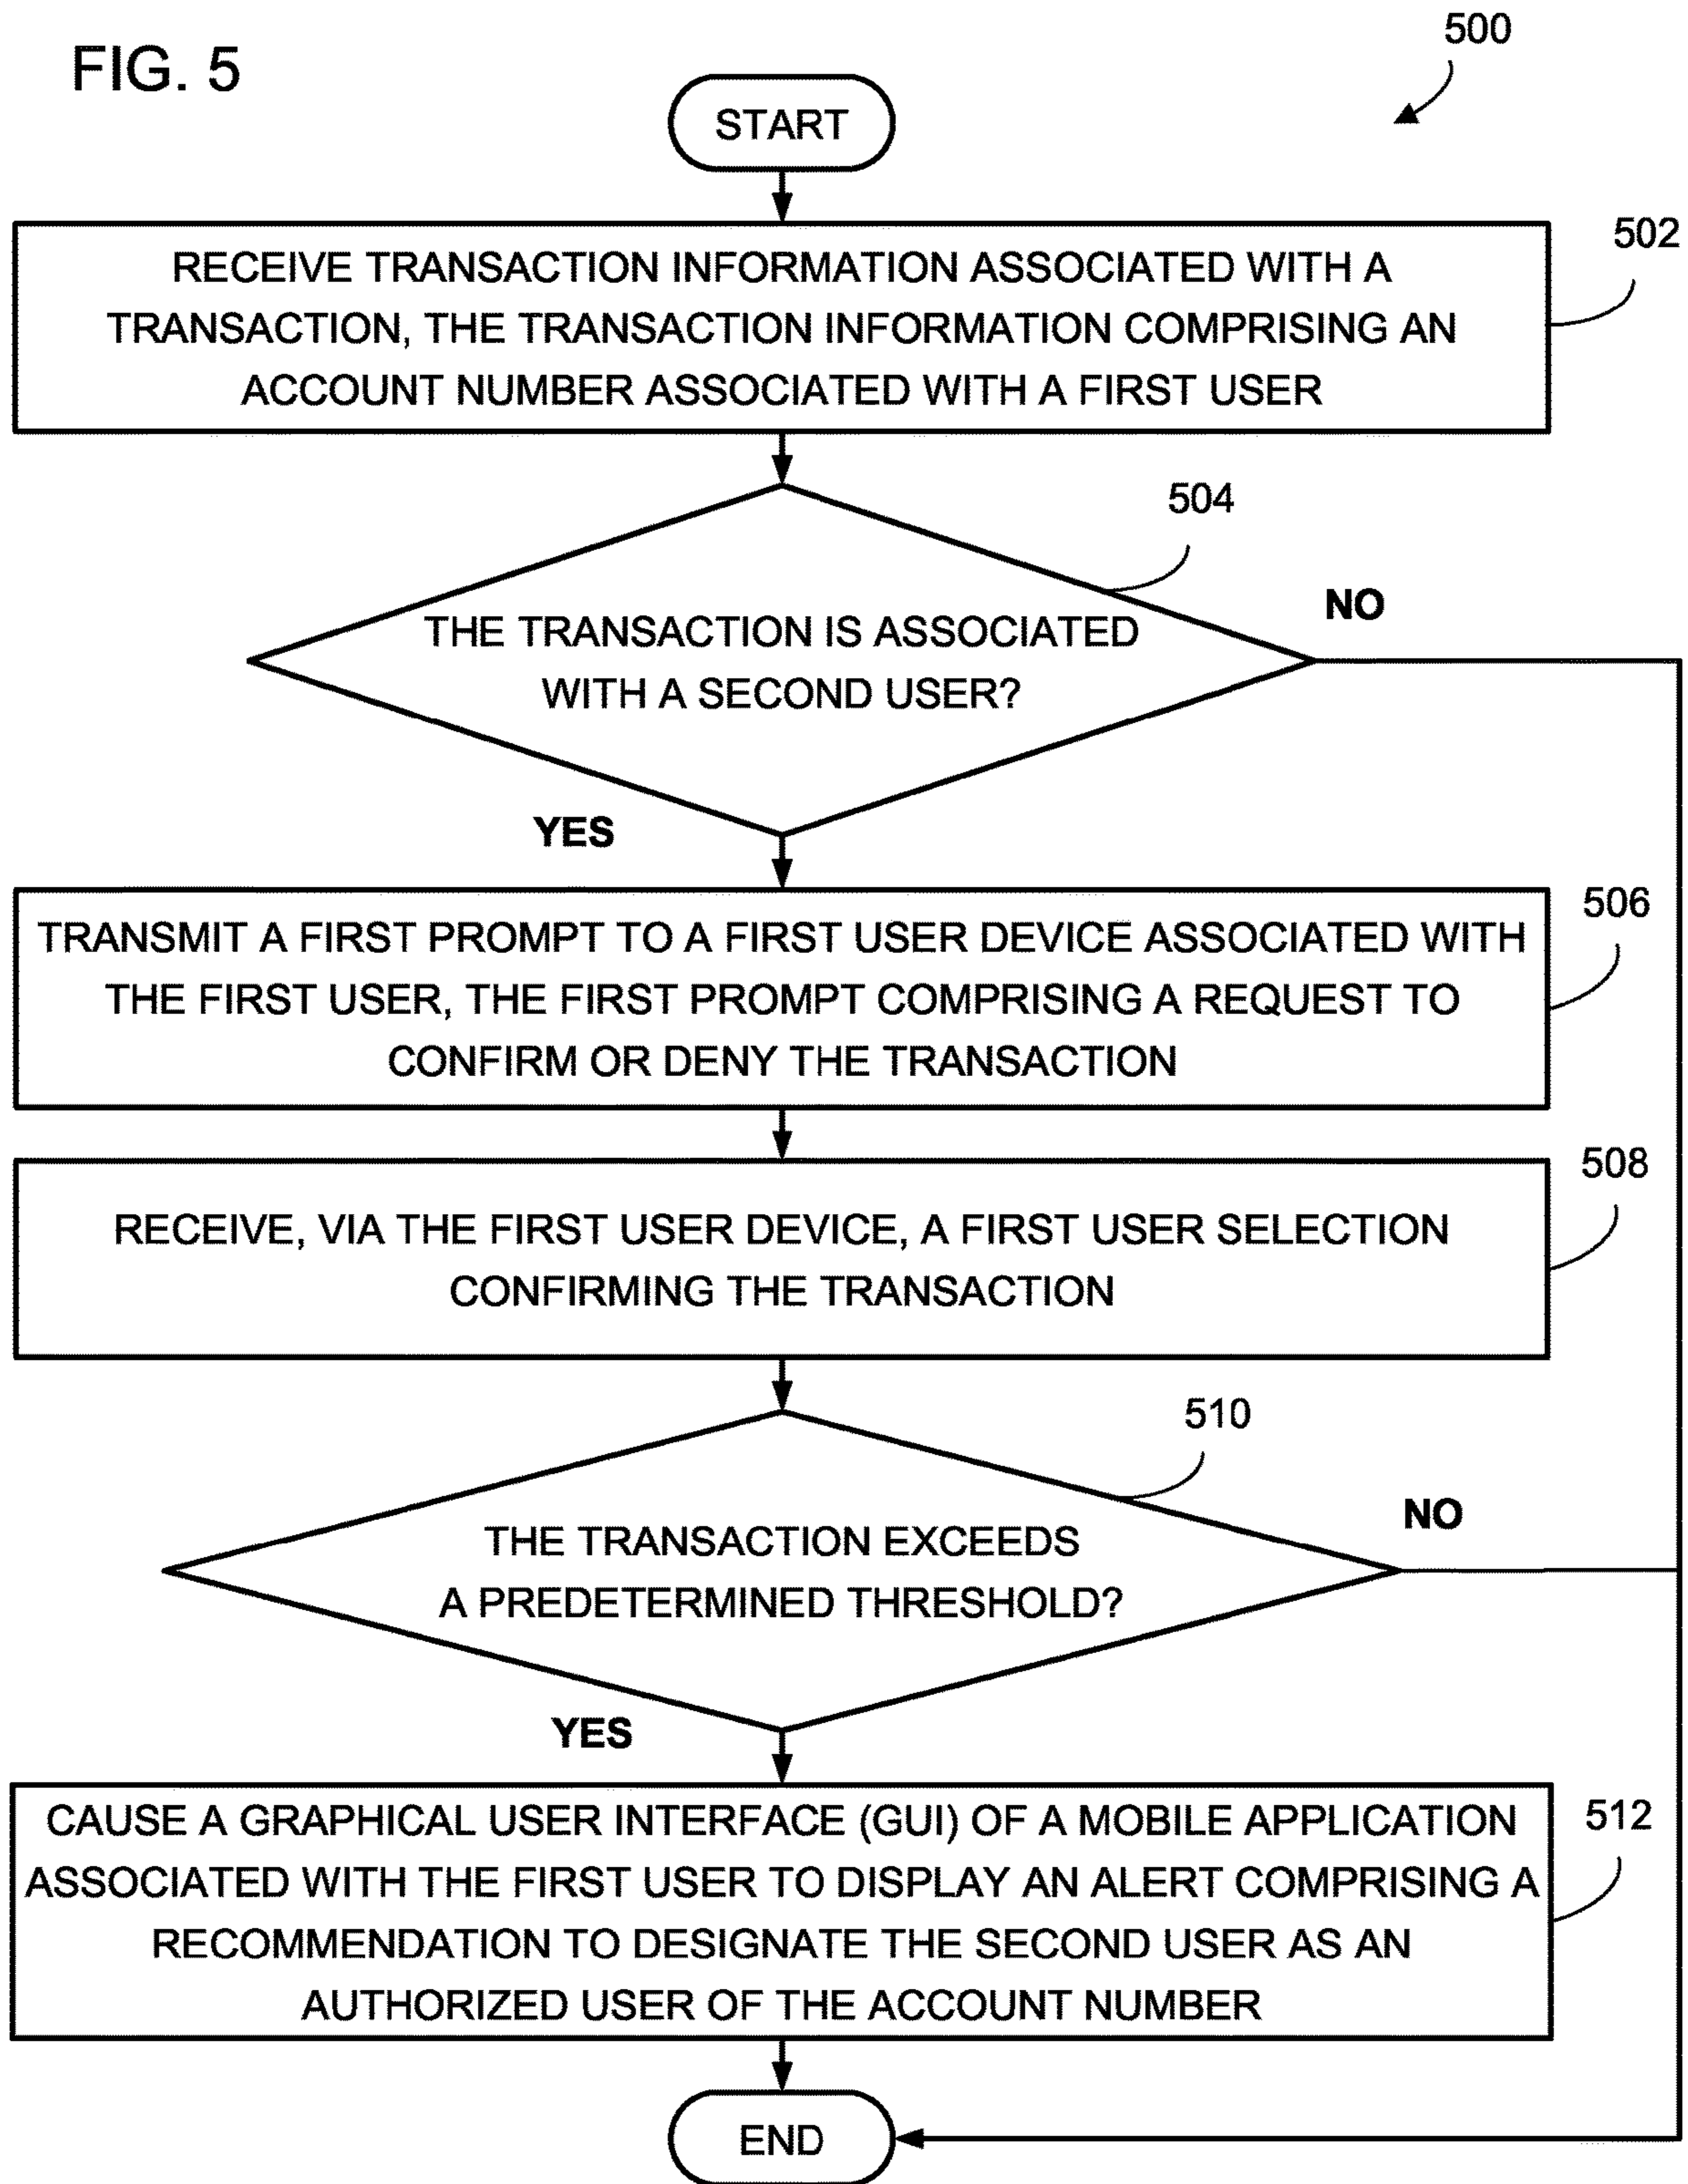 FIG. 5
500
START
502
RECEIVE TRANSACTION INFORMATION ASSOCIATED WITH A
TRANSACTION, THE TRANSACTION INFORMATION COMPRISING AN
ACCOUNT NUMBER ASSOCIATED WITH A FIRST USER
504
NO
THE TRANSACTION IS ASSOCIATED
WITH A SECOND USER?
YES
506
TRANSMIT A FIRST PROMPT TO A FIRST USER DEVICE ASSOCIATED WITH
THE FIRST USER, THE FIRST PROMPT COMPRISING A REQUEST TO
CONFIRM OR DENY THE TRANSACTION
508
RECEIVE, VIA THE FIRST USER DEVICE, A FIRST USER SELECTION
CONFIRMING THE TRANSACTION
510
NO
THE TRANSACTION EXCEEDS
A PREDETERMINED THRESHOLD?
YES
512
CAUSE A GRAPHICAL USER INTERFACE (GUI) OF A MOBILE APPLICATION
ASSOCIATED WITH THE FIRST USER TO DISPLAY AN ALERT COMPRISING A
RECOMMENDATION TO DESIGNATE THE SECOND USER AS AN
AUTHORIZED USER OF THE ACCOUNT NUMBER
END